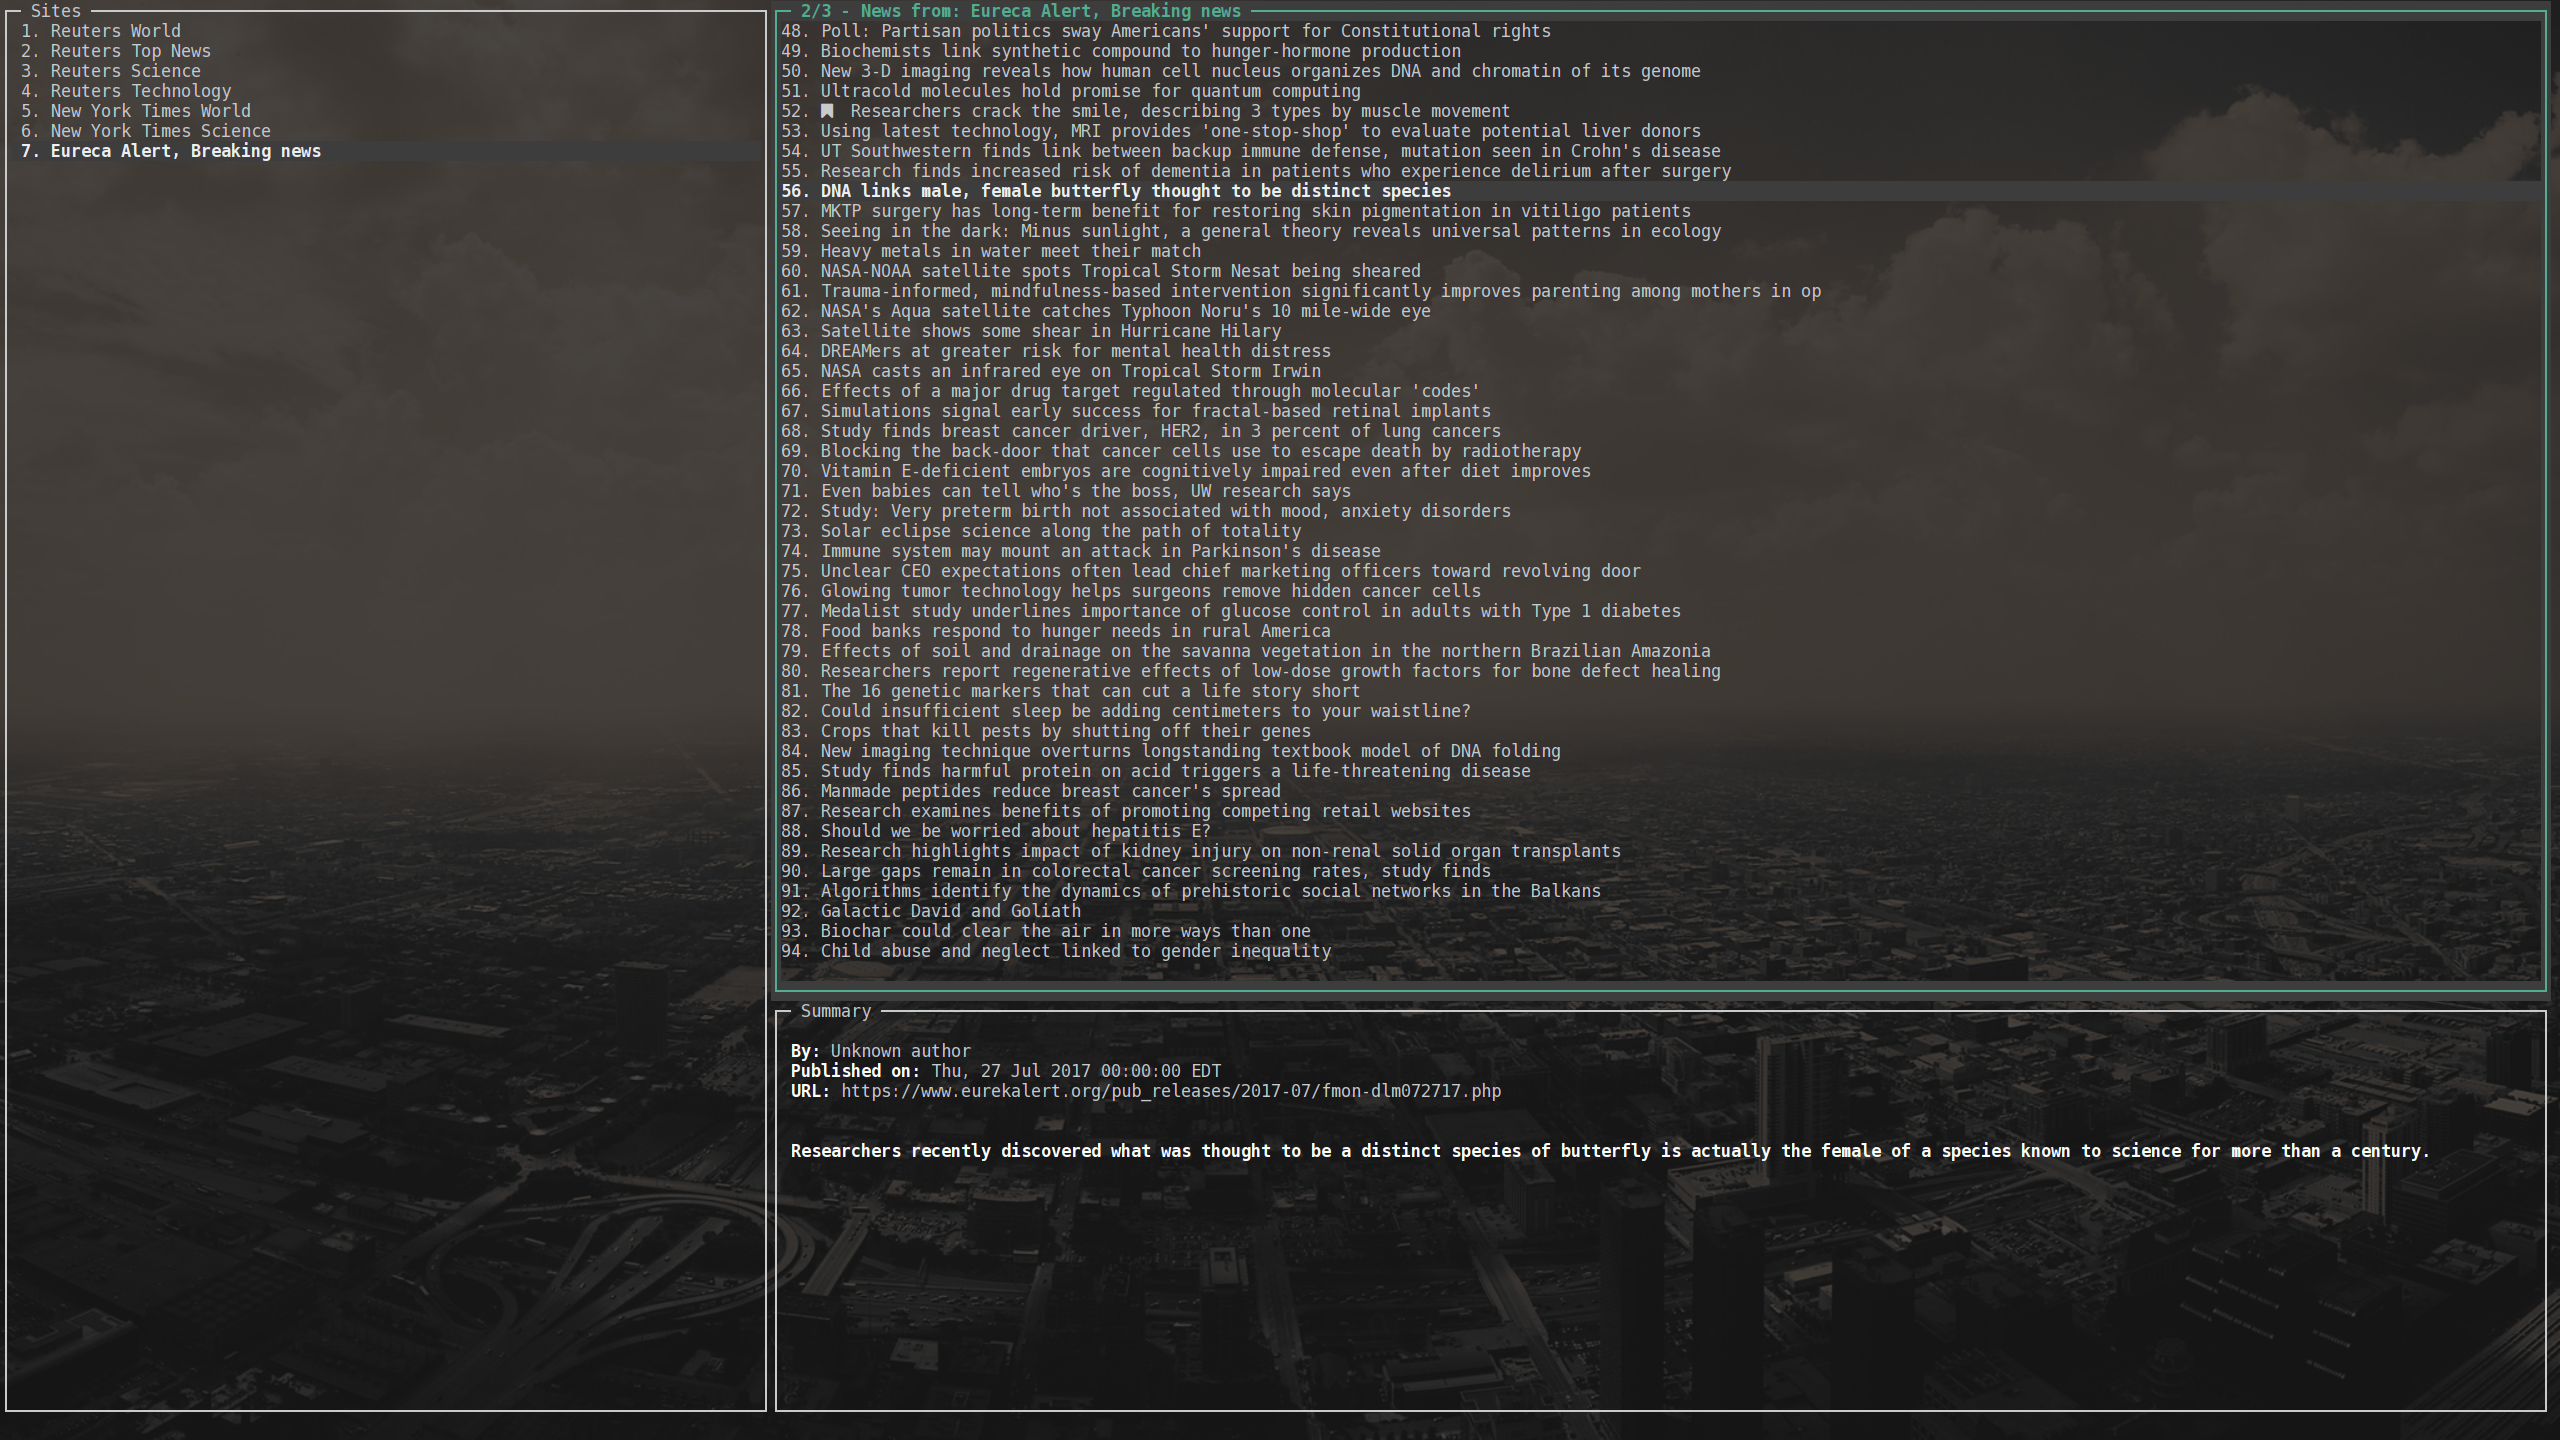 Sites
1. Reuters World
2. Reuters Top News
3. Reuters Science
4. Reuters Technology
5. New York Times World
6. New York Times Science
7. Eureca Alert, Breaking news
2/3 - News from: Eureca Alert, Breaking news
48. Poll: Partisan politics sway Americans' support for Constitutional rights
49. Biochemists link synthetic compound to hunger-hormone production
50. New 3-D imaging reveals how human cell nucleus organizes DNA and chromatin of its genome
51. Ultracold molecules hold promise for quantum computing
52. Researchers crack the smile, describing 3 types by muscle movement
53. Using latest technology, MRI provides 'one-stop-shop' to evaluate potential liver donors
54. UT Southwestern finds link between backup immune defense, mutation seen in Crohn's disease
55. Research finds increased risk of dementia in patients who experience delirium after surgery
56. DNA links male, female butterfly thought to be distinct species
57. MKTP surgery has long-term benefit for restoring skin pigmentation in vitiligo patients
58. Seeing in the dark: Minus sunlight, a general theory reveals universal patterns in ecology
59. Heavy metals in water meet their match
60. NASA-NOAA satellite spots Tropical Storm Nesat being sheared
61. Trauma-informed, mindfulness-based intervention significantly improves parenting among mothers in op
62. NASA's Aqua satellite catches Typhoon Noru's 10 mile-wide eye
63. Satellite shows some shear in Hurricane Hilary
64. DREAMers at greater risk for mental health distress
65. NASA casts an infrared eye on Tropical Storm Irwin
66. Effects of a major drug target regulated through molecular 'codes'
67. Simulations signal early success for fractal-based retinal implants
68. Study finds breast cancer driver, HER2, in 3 percent of lung cancers
69. Blocking the back-door that cancer cells use to escape death by radiotherapy
70. Vitamin E-deficient embryos are cognitively impaired even after diet improves
71. Even babies can tell who's the boss, UW research says
72. Study: Very preterm birth not associated with mood, anxiety disorders
73. Solar eclipse science along the path of totality
74. Immune system may mount an attack in Parkinson's disease
75. Unclear CEO expectations often lead chief marketing officers toward revolving door
76. Glowing tumor technology helps surgeons remove hidden cancer cells
77. Medalist study underlines importance of glucose control in adults with Type 1 diabetes
78. Food banks respond to hunger needs in rural America
79. Effects of soil and drainage on the savanna vegetation in the northern Brazilian Amazonia
80. Researchers report regenerative effects of low-dose growth factors for bone defect healing
81. The 16 genetic markers that can cut a life story short
82. Could insufficient sleep be adding centimeters to your waistline?
83. Crops that kill pests by shutting off their genes
84. New imaging technique overturns longstanding textbook model of DNA folding
85. Study finds harmful protein on acid triggers a life-threatening disease
86. Manmade peptides reduce breast cancer's spread
87. Research examines benefits of promoting competing retail websites
88. Should we be worried about hepatitis E?
89. Research highlights impact of kidney injury on non-renal solid organ transplants
90. Large gaps remain in colorectal cancer screening rates, study finds
91. Algorithms identify the dynamics of prehistoric social networks in the Balkans
92. Galactic David and Goliath
93. Biochar could clear the air in more ways than one
94. Child abuse and neglect linked to gender inequality
Summary
By: Unknown author
Published on: Thu, 27 Jul 2017 00:00:00 EDT
URL: https://www.eurekalert.org/pub_releases/2017-07/fmon-dlm072717.php
Researchers recently discovered what was thought to be a distinct species of butterfly is actually the female of a species known to science for more than a century.